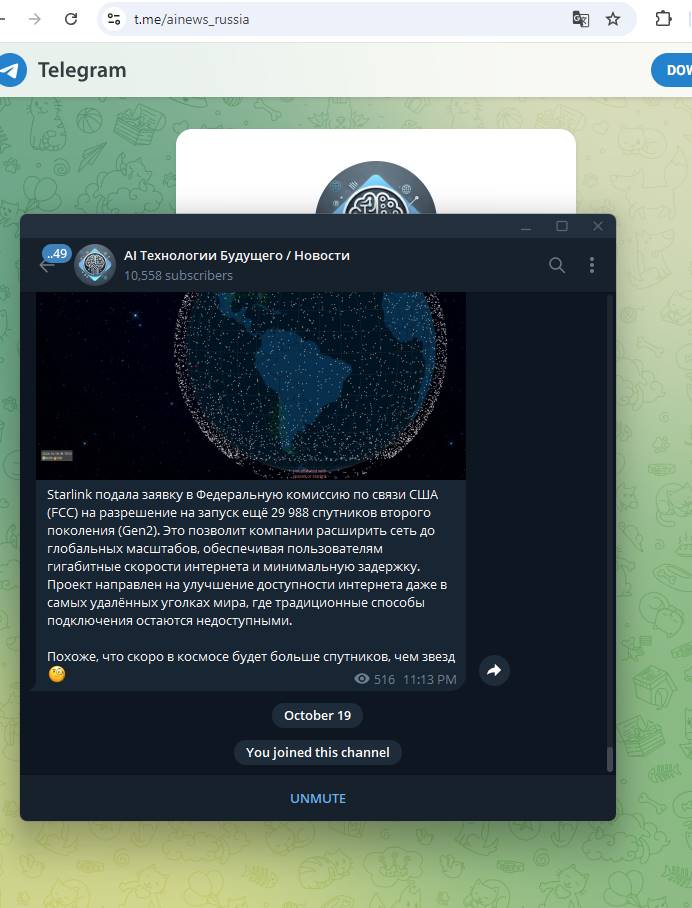 t.me/ainews_russia
Telegram
DOW
..49
AI Технологии Будущего / Новости
10,558 subscribers
Starlink подала заявку в Федеральную комиссию по связи США
(FCC) на разрешение на запуск ещё 29 988 спутников второго
поколения (Gen2). Это позволит компании расширить сеть до
глобальных масштабов, обеспечивая пользователям
гигабитные скорости интернета и минимальную задержку.
Проект направлен на улучшение доступности интернета даже в
самых удалённых уголках мира, где традиционные способы
подключения остаются недоступными.
Похоже, что скоро в космосе будет больше спутников, чем звезд
🧐
516 11:13 PM
October 19
You joined this channel
UNMUTE